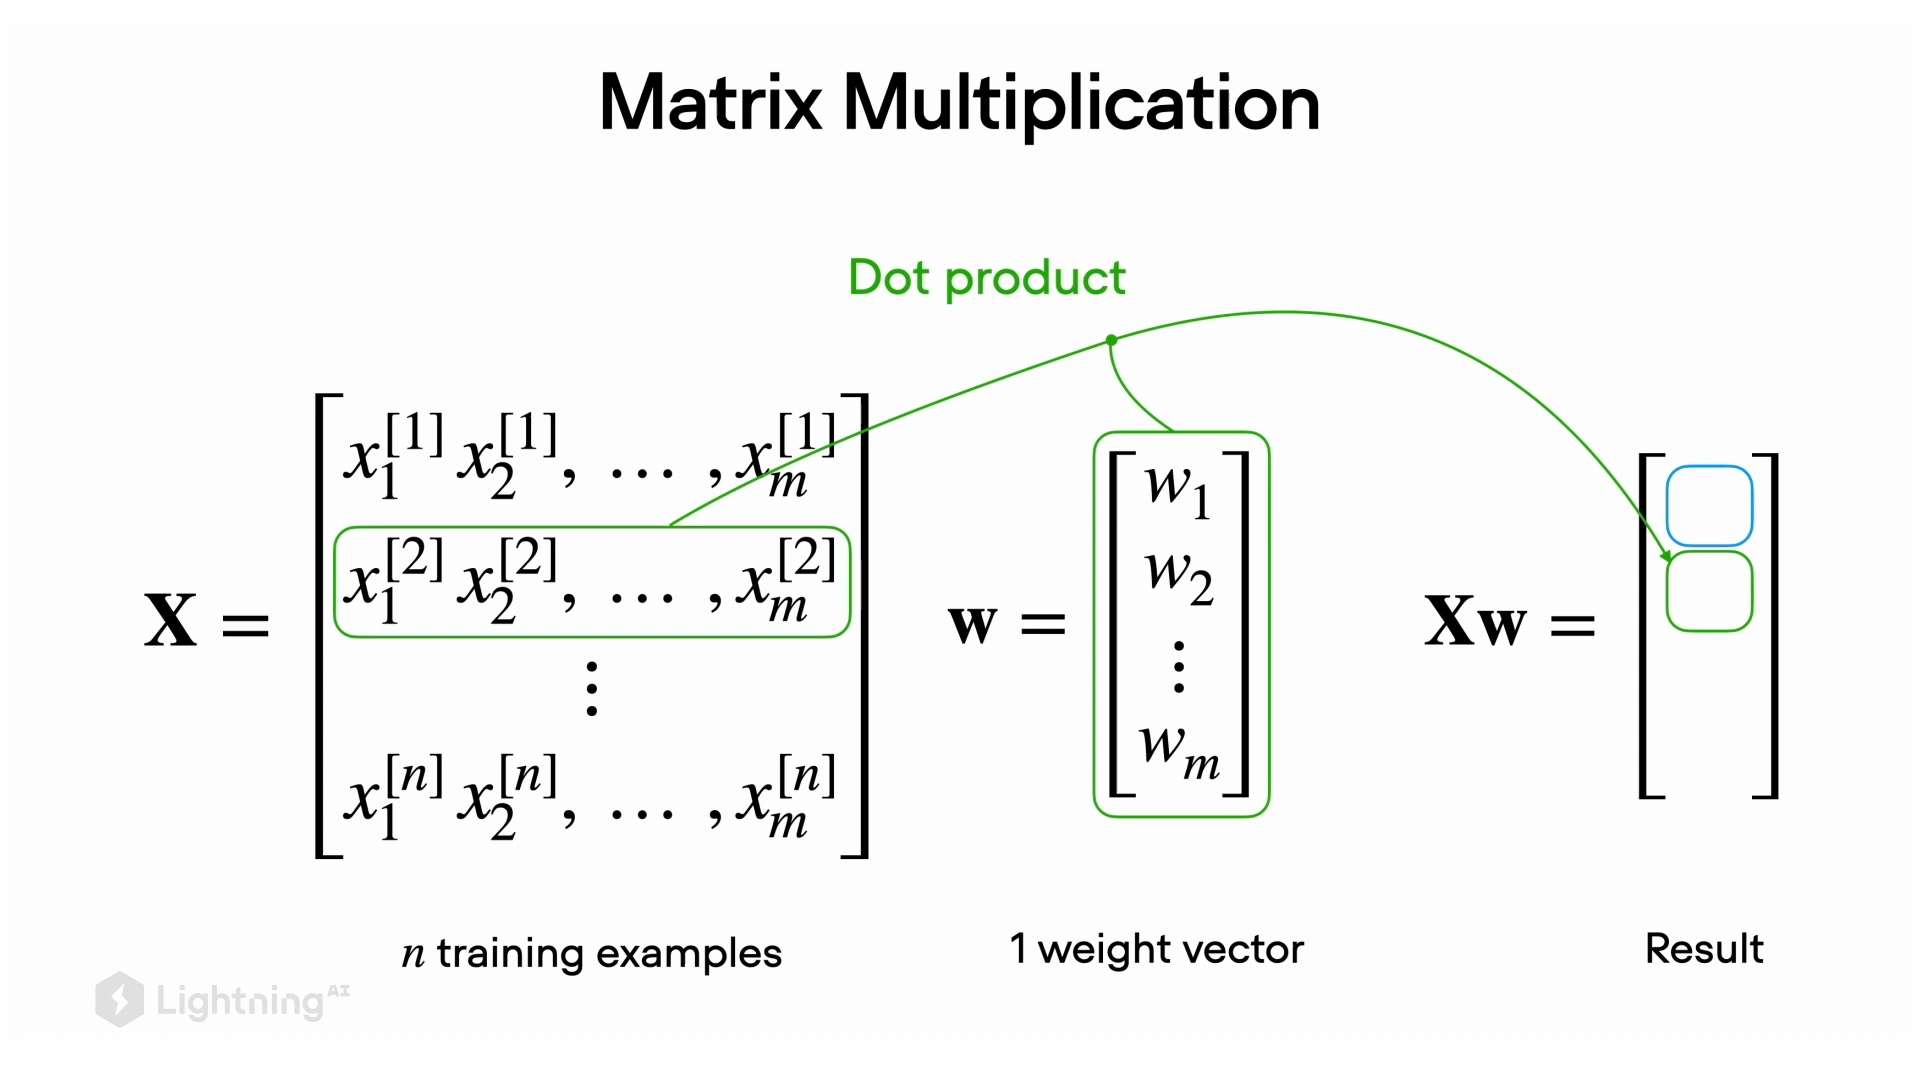 Matrix Multiplication
Dot product
X = [ x_1^{[1]} x_2^{[1]}, … , x_m^{[1]}
x_1^{[2]} x_2^{[2]}, … , x_m^{[2]}
⋮
x_1^{[n]} x_2^{[n]}, … , x_m^{[n]} ]
w = [ w_1
w_2
⋮
w_m ]
Xw = [ ]
n training examples
1 weight vector
Result
Lightning AI